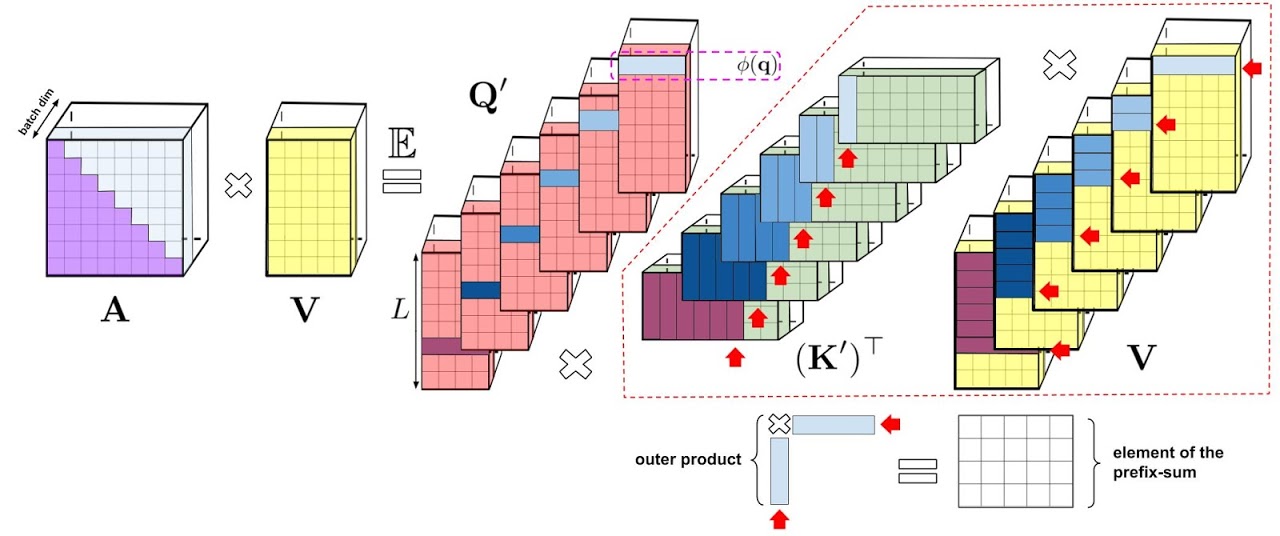 batch dim
A
V
𝔼
Q′
ϕ(q)
L
(K′)⊤
V
outer product
element of the
prefix-sum